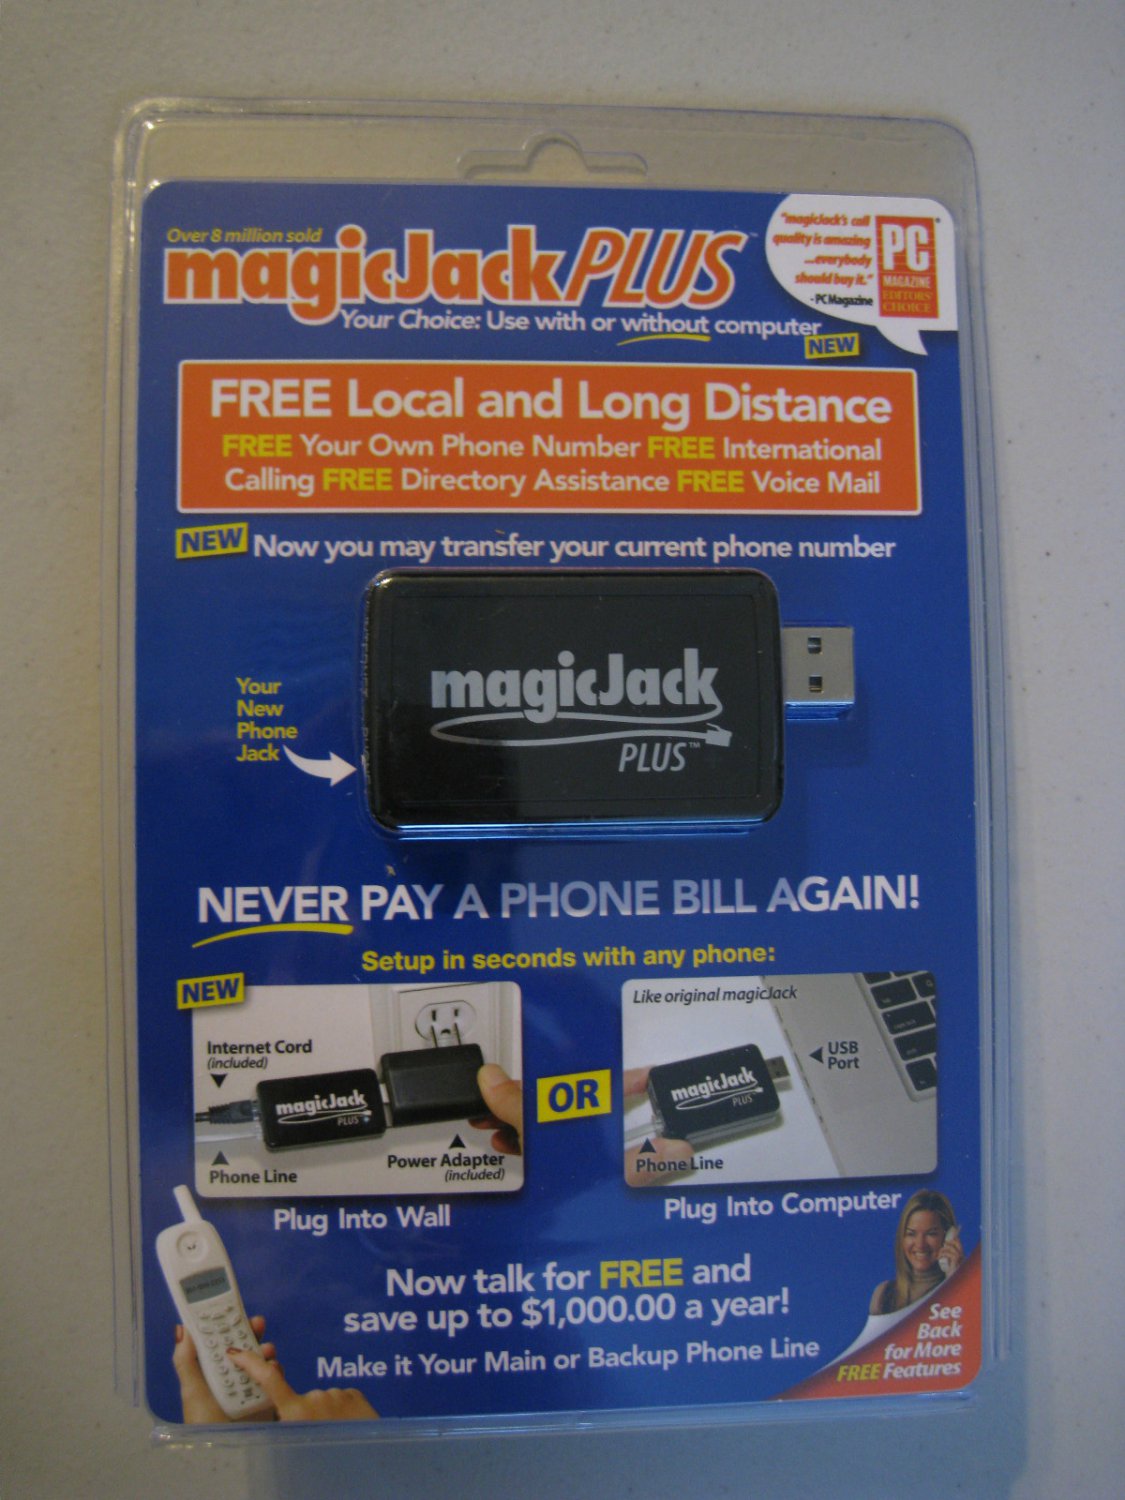 Over 8 million sold
magicJack PLUS™
Your Choice: Use with or without computer
NEW
"magicJack's call
quality is amazing
...everybody
should buy it."
- PC Magazine
PC®
MAGAZINE
EDITORS'
CHOICE
FREE Local and Long Distance
FREE Your Own Phone Number FREE International
Calling FREE Directory Assistance FREE Voice Mail
NEW Now you may transfer your current phone number
magicJack
PLUS™
Your
New
Phone
Jack
NEVER PAY A PHONE BILL AGAIN!
Setup in seconds with any phone:
NEW
Internet Cord
(included)
magicJack
PLUS
Phone Line
Power Adapter
(included)
Plug Into Wall
OR
Like original magicJack
USB
Port
magicJack
PLUS
Phone Line
Plug Into Computer
Now talk for FREE and
save up to $1,000.00 a year!
Make it Your Main or Backup Phone Line
See
Back
for More
FREE Features